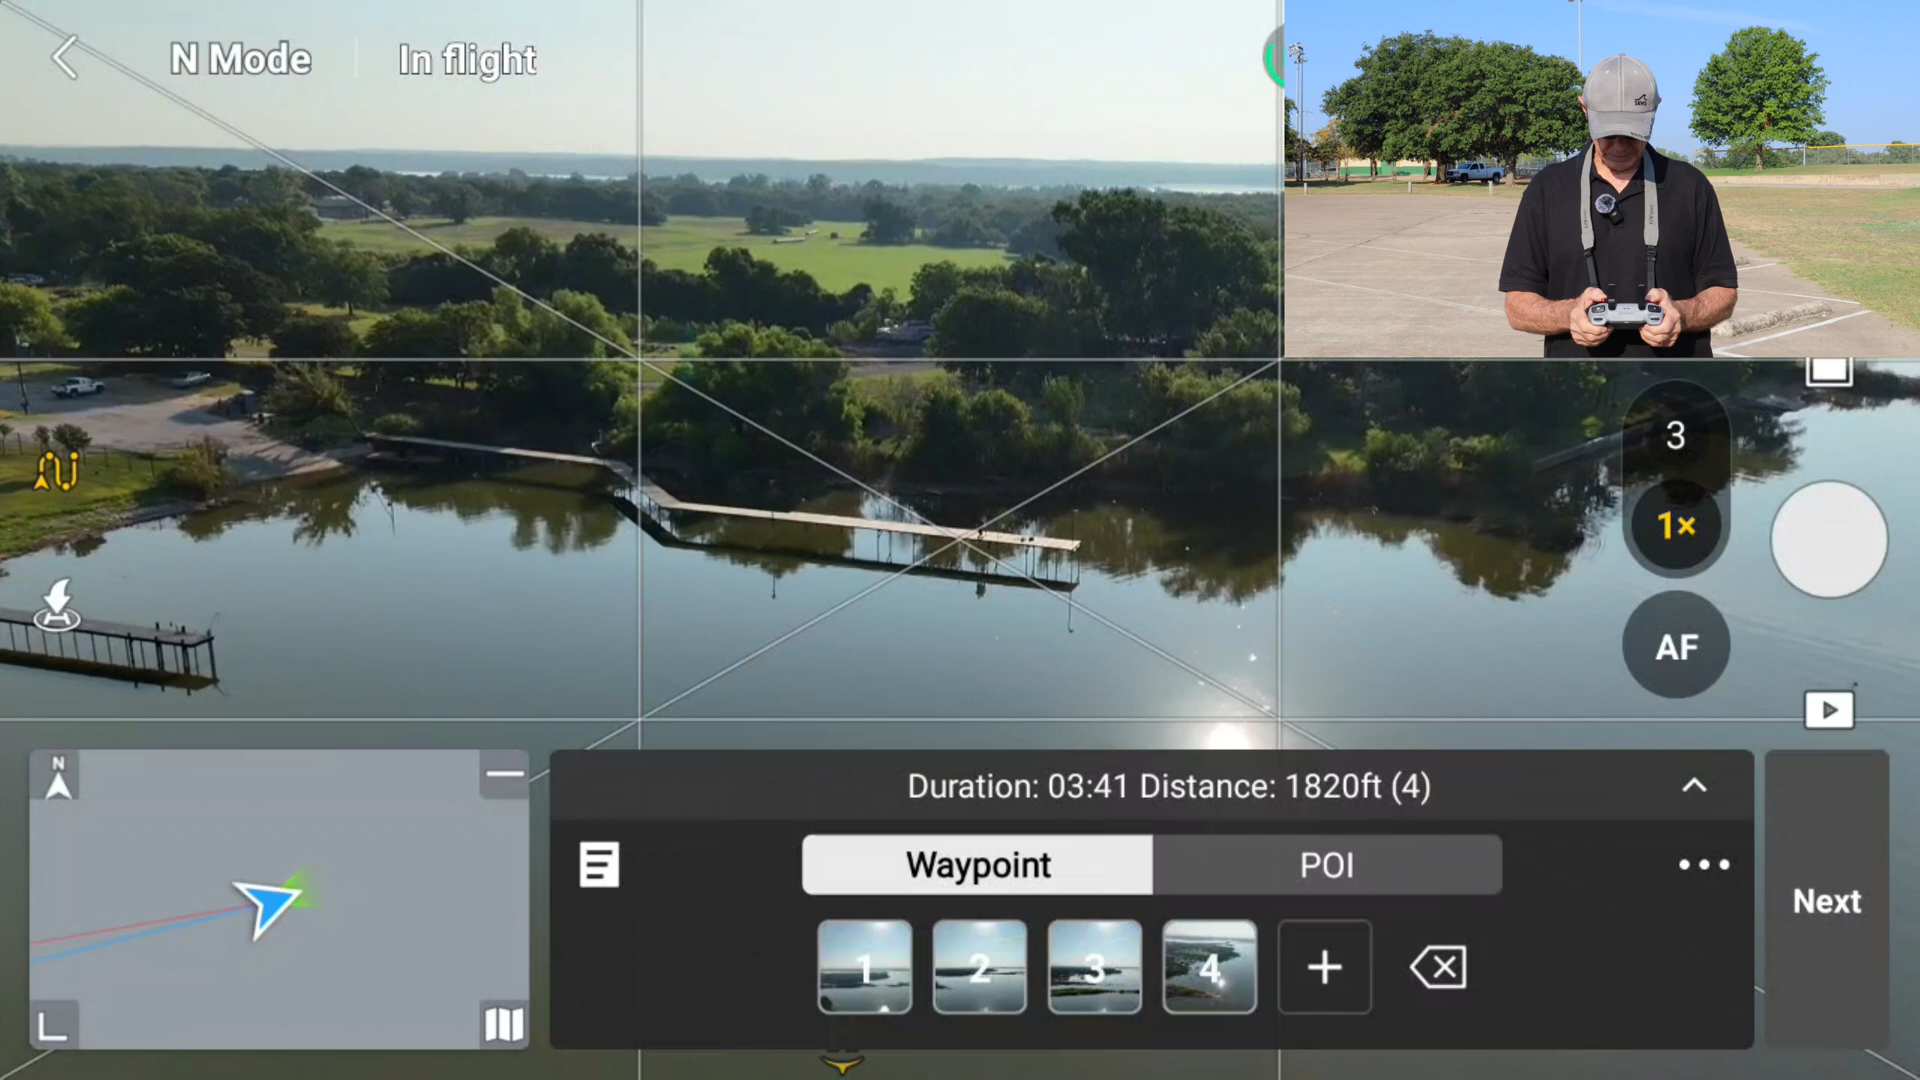 N Mode
In flight
3
1×
AF
N
Duration: 03:41 Distance: 1820ft (4)
Waypoint
POI
Next
1
2
3
4